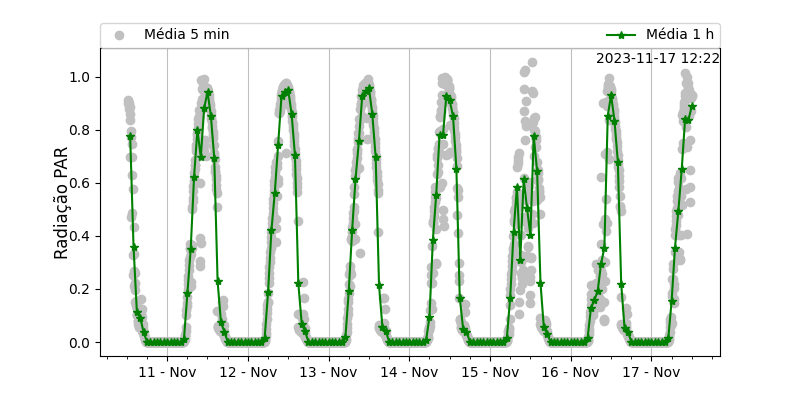 Média 5 min
Média 1 h
2023-11-17 12:22
Radiação PAR
1.0
0.8
0.6
0.4
0.2
0.0
11 - Nov
12 - Nov
13 - Nov
14 - Nov
15 - Nov
16 - Nov
17 - Nov